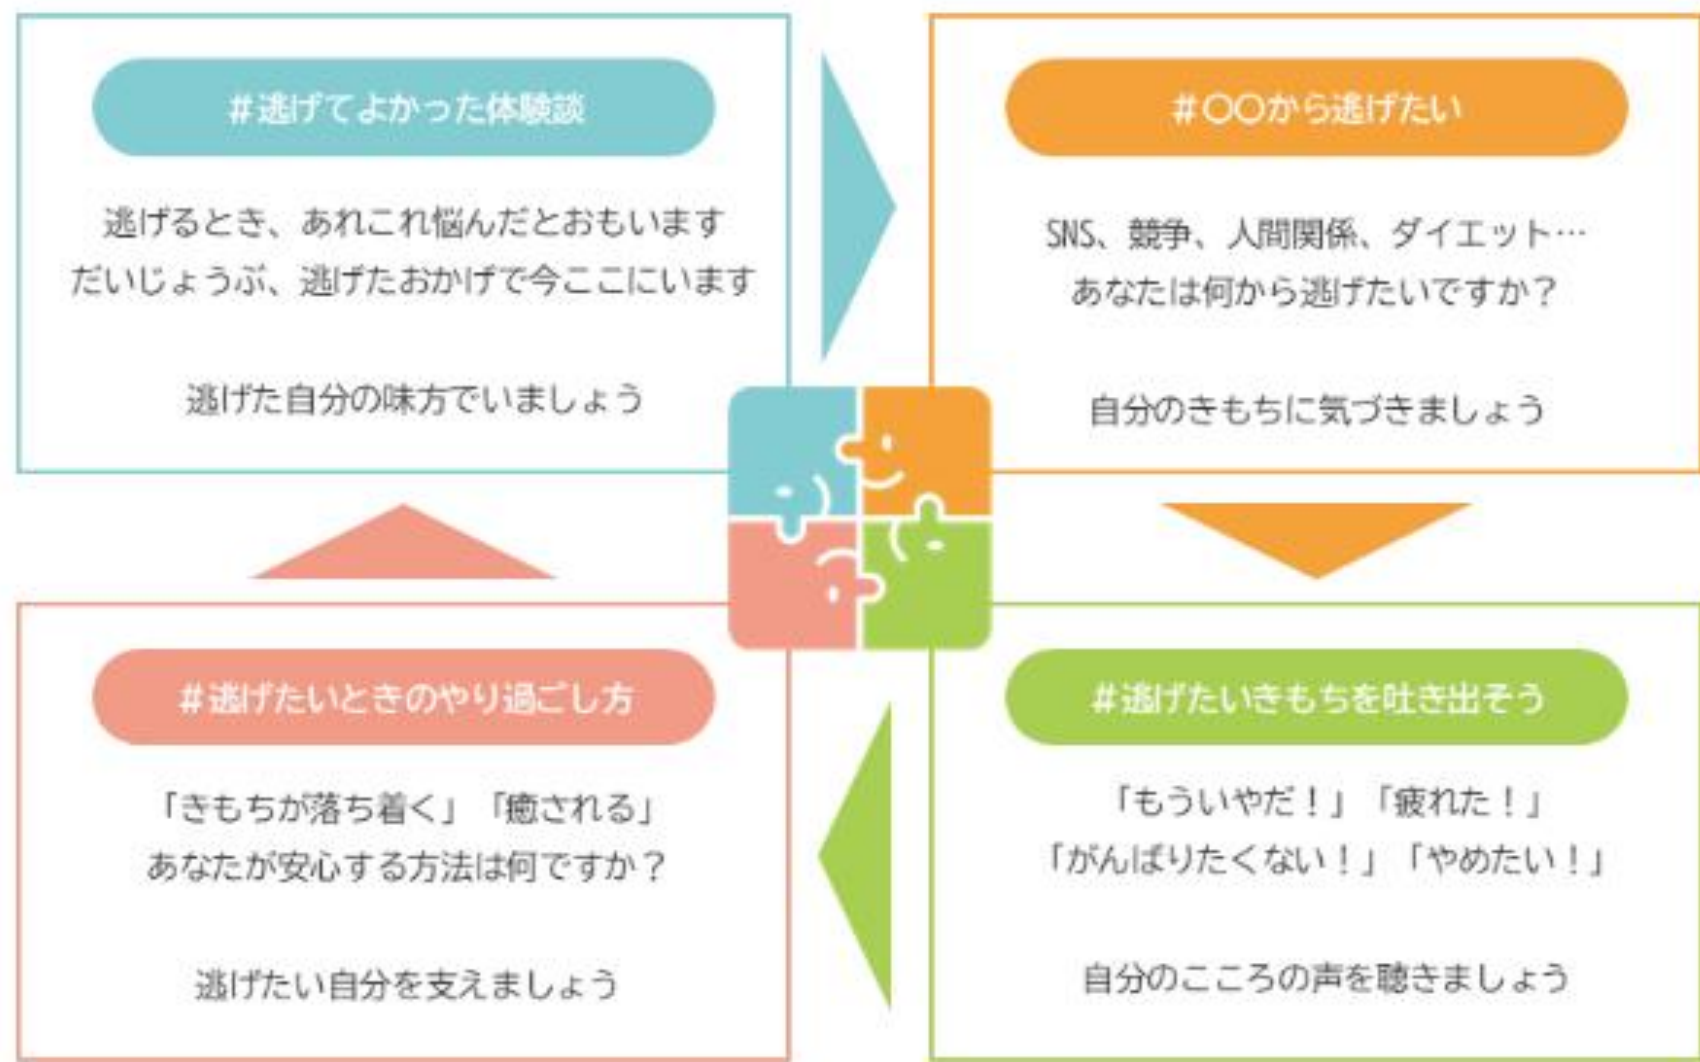 #逃げてよかった体験談
逃げるとき、あれこれ悩んだとおもいます
だいじょうぶ、逃げたおかげで今ここにいます
逃げた自分の味方でいましょう
#〇〇から逃げたい
SNS、競争、人間関係、ダイエット…
あなたは何から逃げたいですか？
自分のきもちに気づきましょう
#逃げたいときのやり過ごし方
「きもちが落ち着く」「癒される」
あなたが安心する方法は何ですか？
逃げたい自分を支えましょう
#逃げたいきもちを吐き出そう
「もういやだ！」「疲れた！」
「がんばりたくない！」「やめたい！」
自分のこころの声を聴きましょう